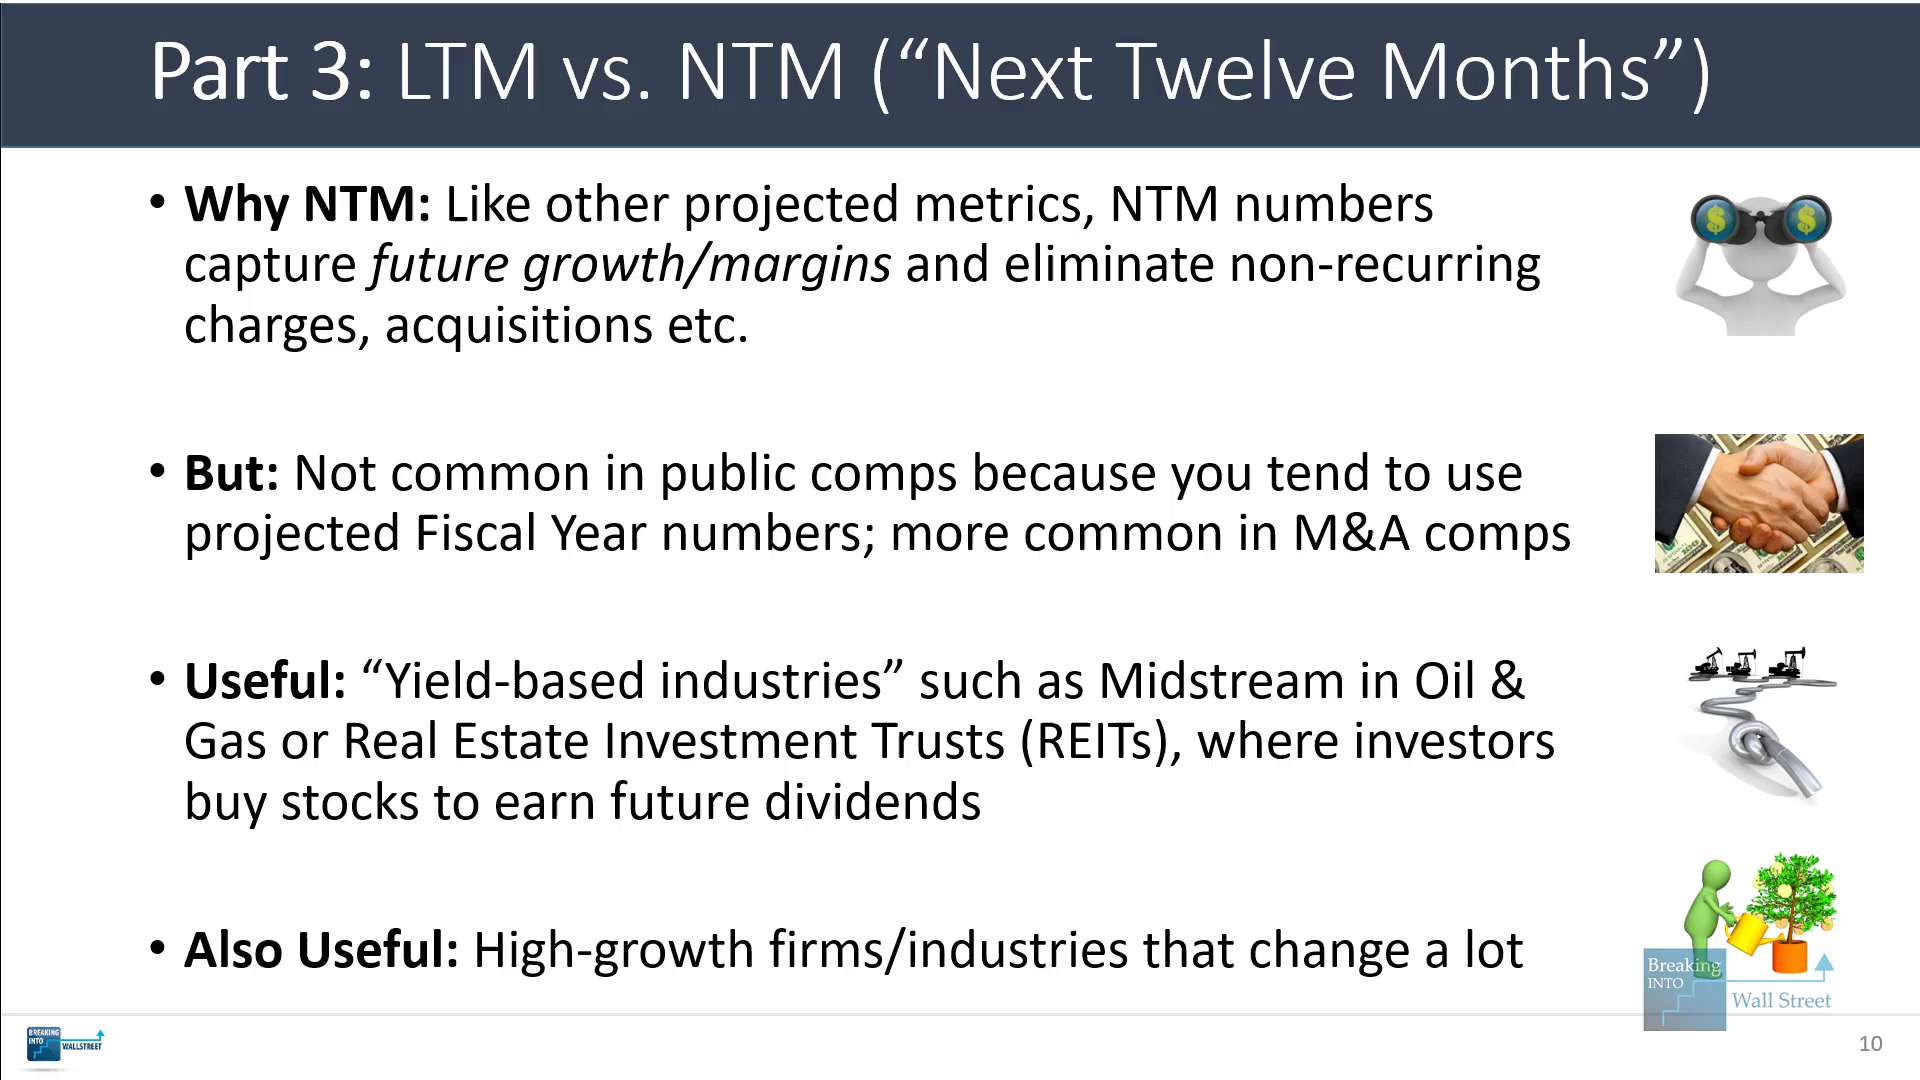 Part 3: LTM vs. NTM (“Next Twelve Months”)
• Why NTM: Like other projected metrics, NTM numbers
capture future growth/margins and eliminate non-recurring
charges, acquisitions etc.
• But: Not common in public comps because you tend to use
projected Fiscal Year numbers; more common in M&A comps
• Useful: “Yield-based industries” such as Midstream in Oil &
Gas or Real Estate Investment Trusts (REITs), where investors
buy stocks to earn future dividends
• Also Useful: High-growth firms/industries that change a lot
Breaking
INTO
Wall Street
BREAKING
INTO
WALLSTREET
10